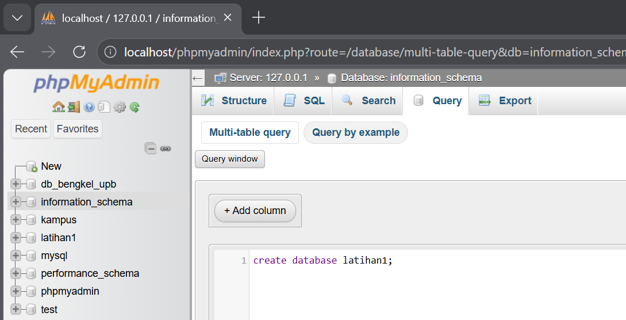 localhost / 127.0.0.1 / information_
localhost/phpmyadmin/index.php?route=/database/multi-table-query&db=information_schem
phpMyAdmin
Server: 127.0.0.1 » Database: information_schema
Structure SQL Search Query Export
Recent Favorites
Multi-table query Query by example
Query window
New
db_bengkel_upb
information_schema
kampus
latihan1
mysql
performance_schema
phpmyadmin
test
+ Add column
1 create database latihan1;